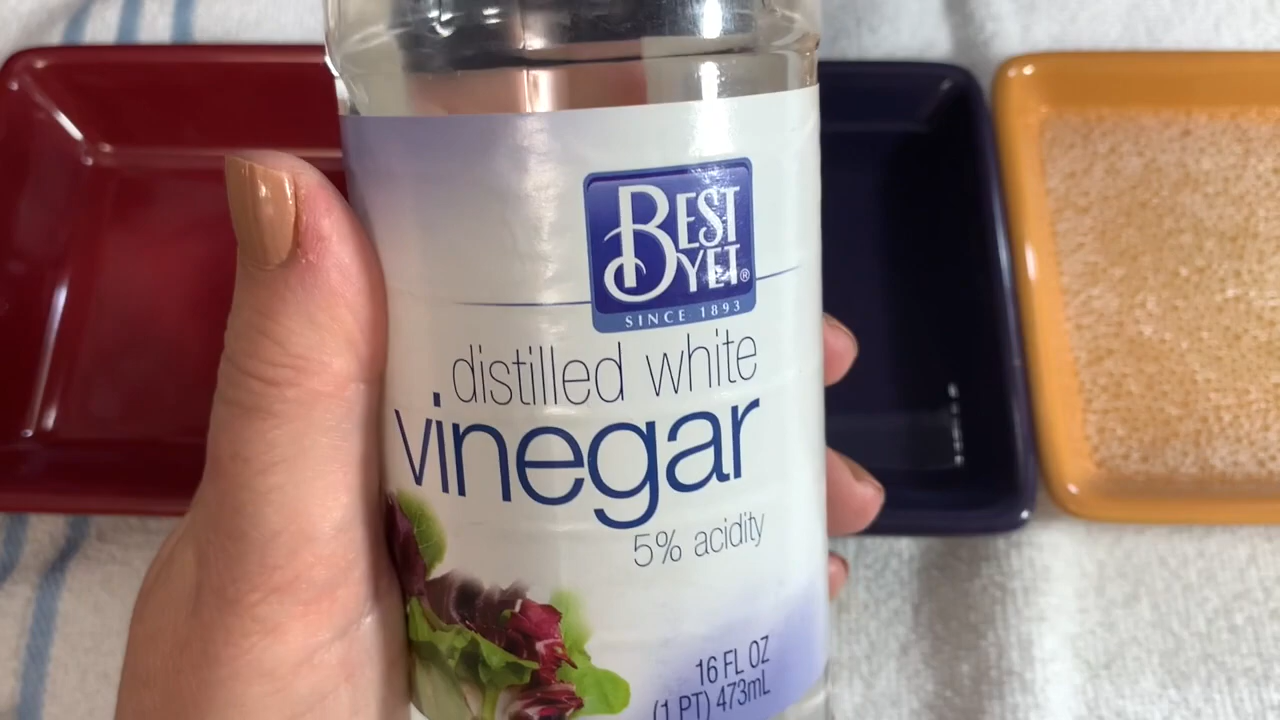 BEST
YET®
SINCE 1893
distilled white
vinegar
5% acidity
16 FL OZ
(1 PT) 473mL